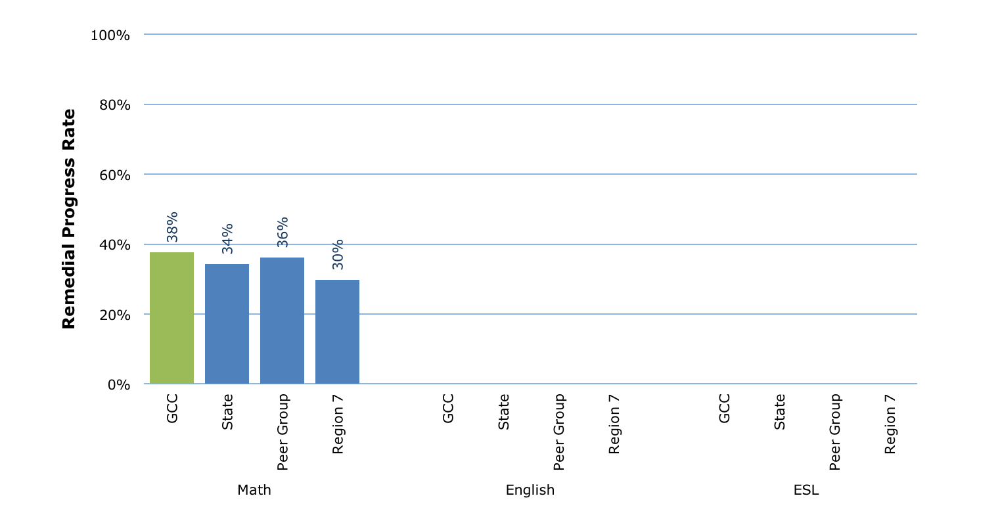 100%
80%
60%
40%
20%
0%
Remedial Progress Rate
38%
34%
36%
30%
GCC
State
Peer Group
Region 7
GCC
State
Peer Group
Region 7
GCC
State
Peer Group
Region 7
Math
English
ESL